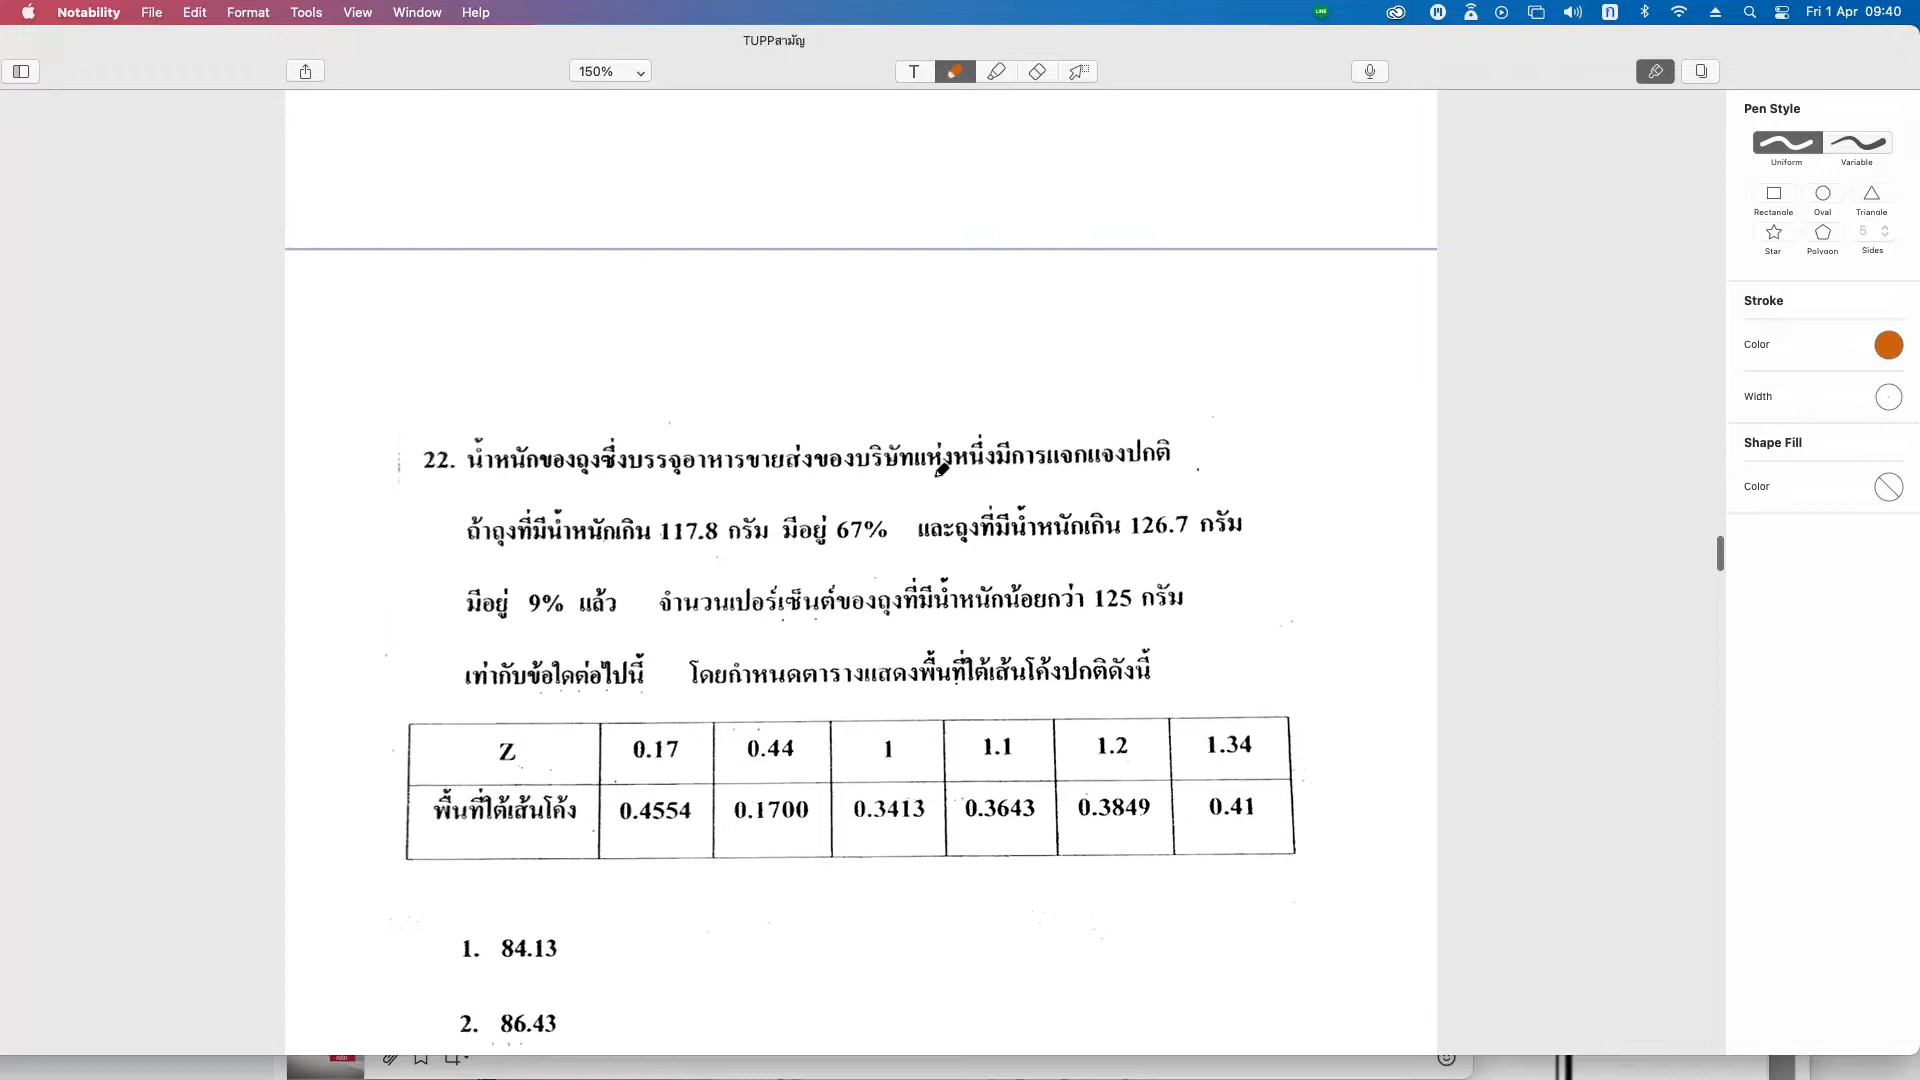 Notability File Edit Format Tools View Window Help
LINE
Fri 1 Apr 09:40
TUPPสามัญ
150%
T
Pen Style
Uniform Variable
Rectangle Oval Triangle
5
Star Polygon Sides
Stroke
Color
Width
Shape Fill
Color
22. น้ำหนักของถุงซึ่งบรรจุอาหารขายส่งของบริษัทแห่งหนึ่งมีการแจกแจงปกติ
ถ้าถุงที่มีน้ำหนักเกิน 117.8 กรัม มีอยู่ 67% และถุงที่มีน้ำหนักเกิน 126.7 กรัม
มีอยู่ 9% แล้ว จำนวนเปอร์เซ็นต์ของถุงที่มีน้ำหนักน้อยกว่า 125 กรัม
เท่ากับข้อใดต่อไปนี้ โดยกำหนดตารางแสดงพื้นที่ใต้เส้นโค้งปกติดังนี้
Z 0.17 0.44 1 1.1 1.2 1.34
พื้นที่ใต้เส้นโค้ง 0.4554 0.1700 0.3413 0.3643 0.3849 0.41
1. 84.13
2. 86.43